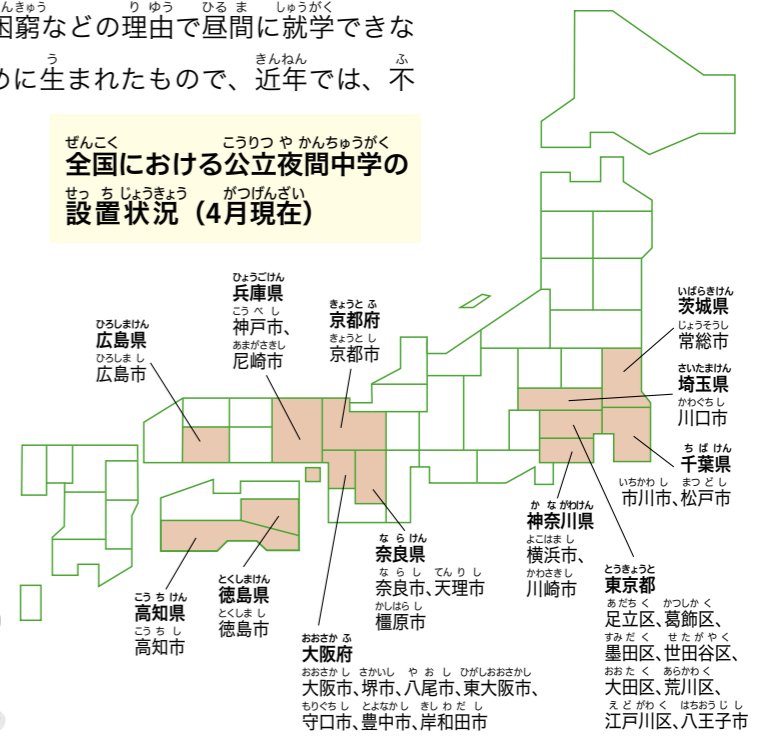 困窮などの理由で昼間に就学できな
めに生まれたもので、近年では、不
全国における公立夜間中学の
設置状況（4月現在）
兵庫県
神戸市、
尼崎市
京都府
京都市
広島県
広島市
茨城県
常総市
埼玉県
川口市
千葉県
市川市、松戸市
神奈川県
横浜市、
川崎市
東京都
足立区、葛飾区、
墨田区、世田谷区、
大田区、荒川区、
江戸川区、八王子市
奈良県
奈良市、天理市
橿原市
徳島県
徳島市
高知県
高知市
大阪府
大阪市、堺市、八尾市、東大阪市、
守口市、豊中市、岸和田市